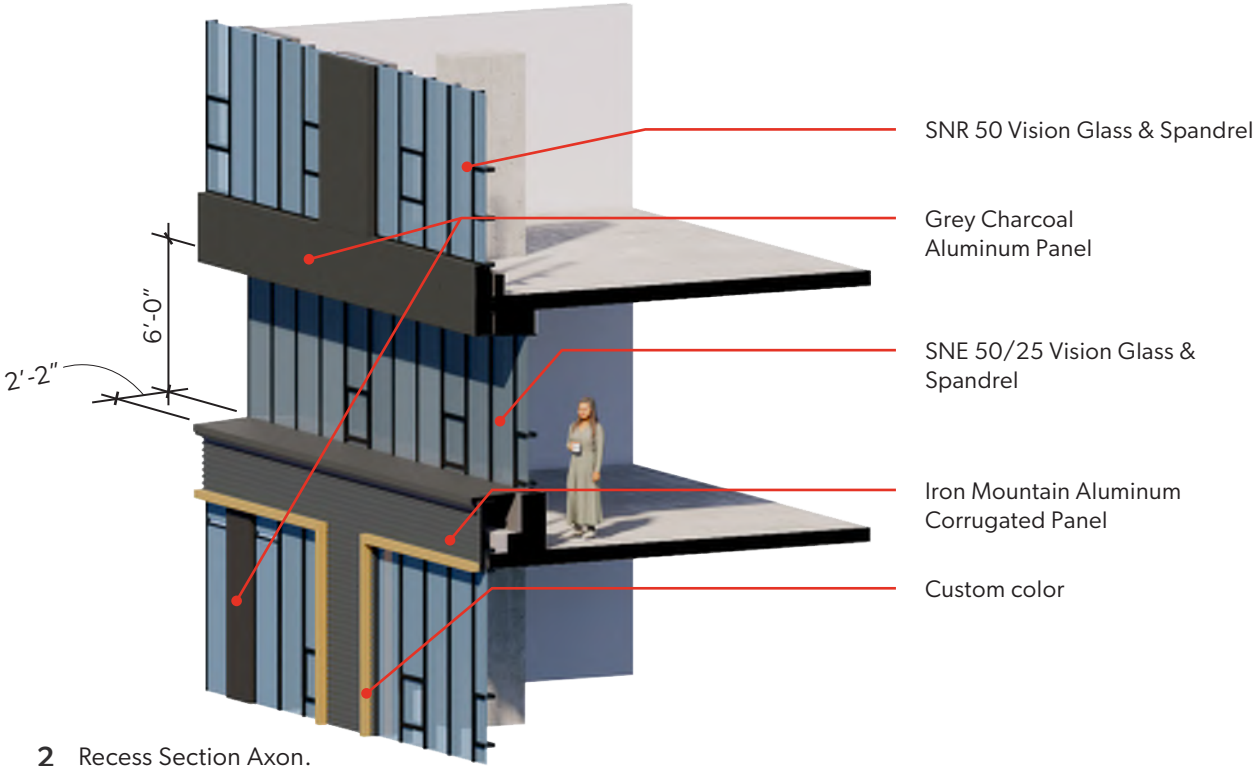 SNR 50 Vision Glass & Spandrel
Grey Charcoal
Aluminum Panel
6’-0”
SNE 50/25 Vision Glass &
Spandrel
2’-2”
Iron Mountain Aluminum
Corrugated Panel
Custom color
2 Recess Section Axon.